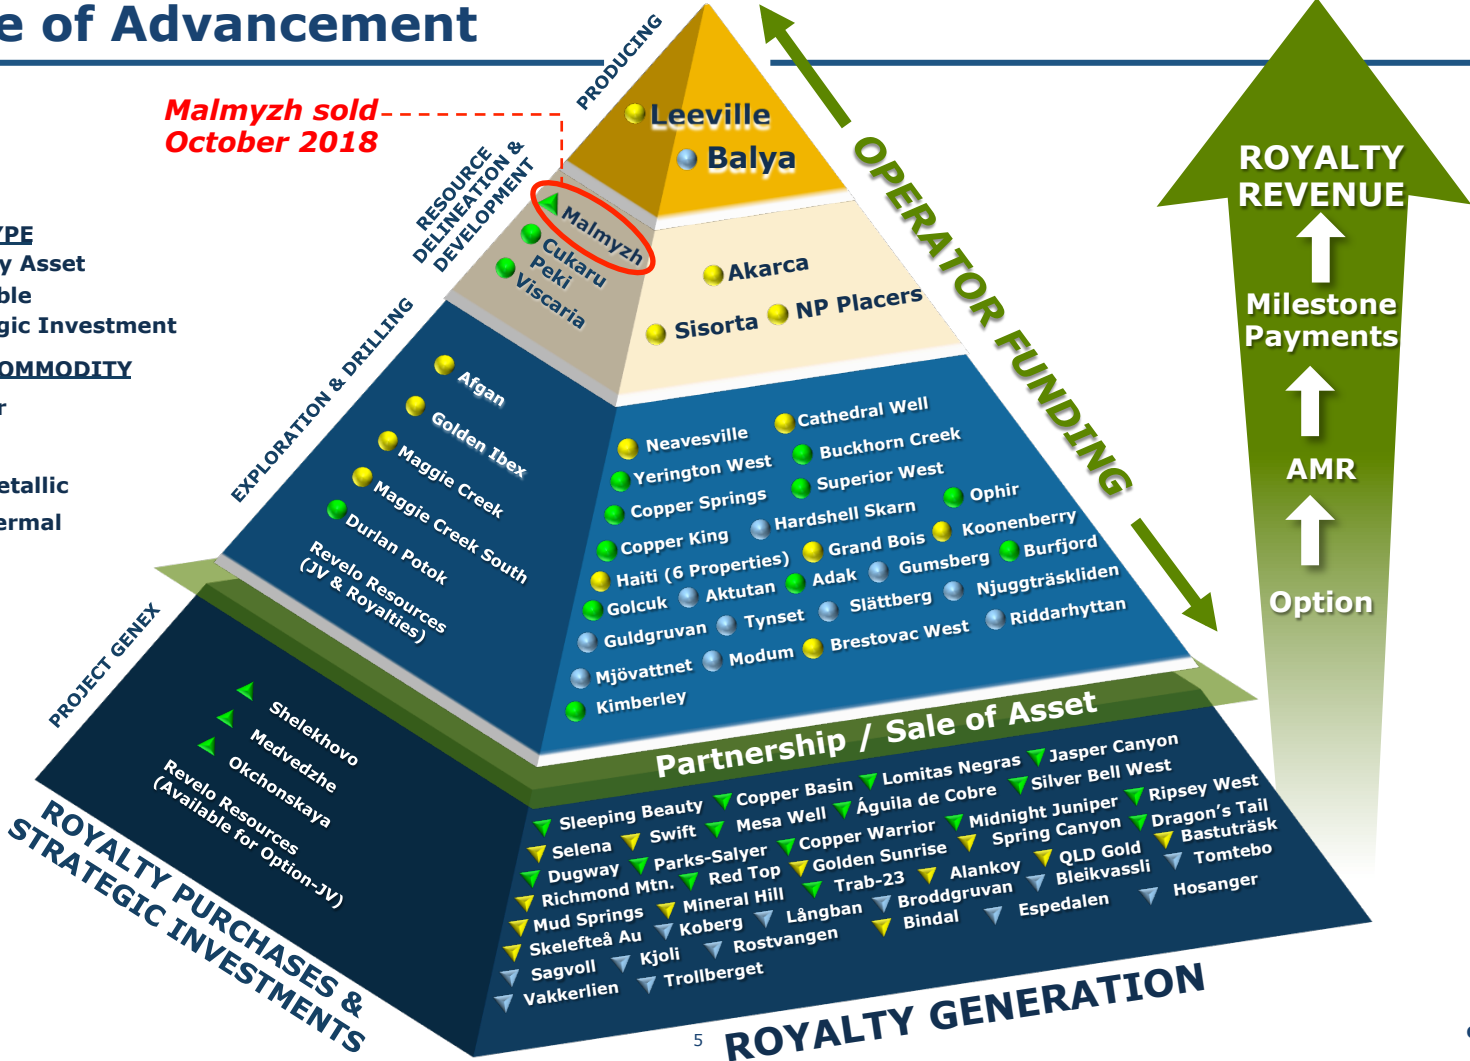 e of Advancement
Malmyzh sold
October 2018
YPE
y Asset
ble
gic Investment
OMMODITY
r
etallic
ermal
PRODUCING
Leeville
Balya
RESOURCE
DELINEATION &
DEVELOPMENT
Malmyzh
Cukaru
Peki
Viscaria
Akarca
NP Placers
Sisorta
EXPLORATION & DRILLING
Afgan
Golden Ibex
Maggie Creek
Maggie Creek South
Durlan Potok
Revelo Resources
(JV & Royalties)
Neavesville
Cathedral Well
Yerington West
Buckhorn Creek
Copper Springs
Superior West
Copper King
Hardshell Skarn
Ophir
Haiti (6 Properties)
Grand Bois
Koonenberry
Golcuk
Aktutan
Adak
Gumsberg
Burfjord
Guldgruvan
Tynset
Slättberg
Njuggträskliden
Mjövattnet
Modum
Brestovac West
Riddarhyttan
Kimberley
OPERATOR FUNDING
Partnership / Sale of Asset
PROJECT GENEX
Shelekhovo
Medvedzhe
Okchonskaya
Revelo Resources
(Available for Option-JV)
Sleeping Beauty
Copper Basin
Lomitas Negras
Jasper Canyon
Selena
Swift
Mesa Well
Águila de Cobre
Silver Bell West
Dugway
Parks-Salyer
Copper Warrior
Midnight Juniper
Ripsey West
Richmond Mtn.
Red Top
Golden Sunrise
Spring Canyon
Dragon's Tail
Mud Springs
Mineral Hill
Trab-23
Alankoy
QLD Gold
Bastuträsk
Skelefteå Au
Koberg
Långban
Broddgruvan
Bleikvassli
Tomtebo
Sagvoll
Kjoli
Rostvangen
Bindal
Espedalen
Hosanger
Vakkerlien
Trollberget
ROYALTY PURCHASES &
STRATEGIC INVESTMENTS
ROYALTY GENERATION
5
ROYALTY
REVENUE
Milestone
Payments
AMR
Option